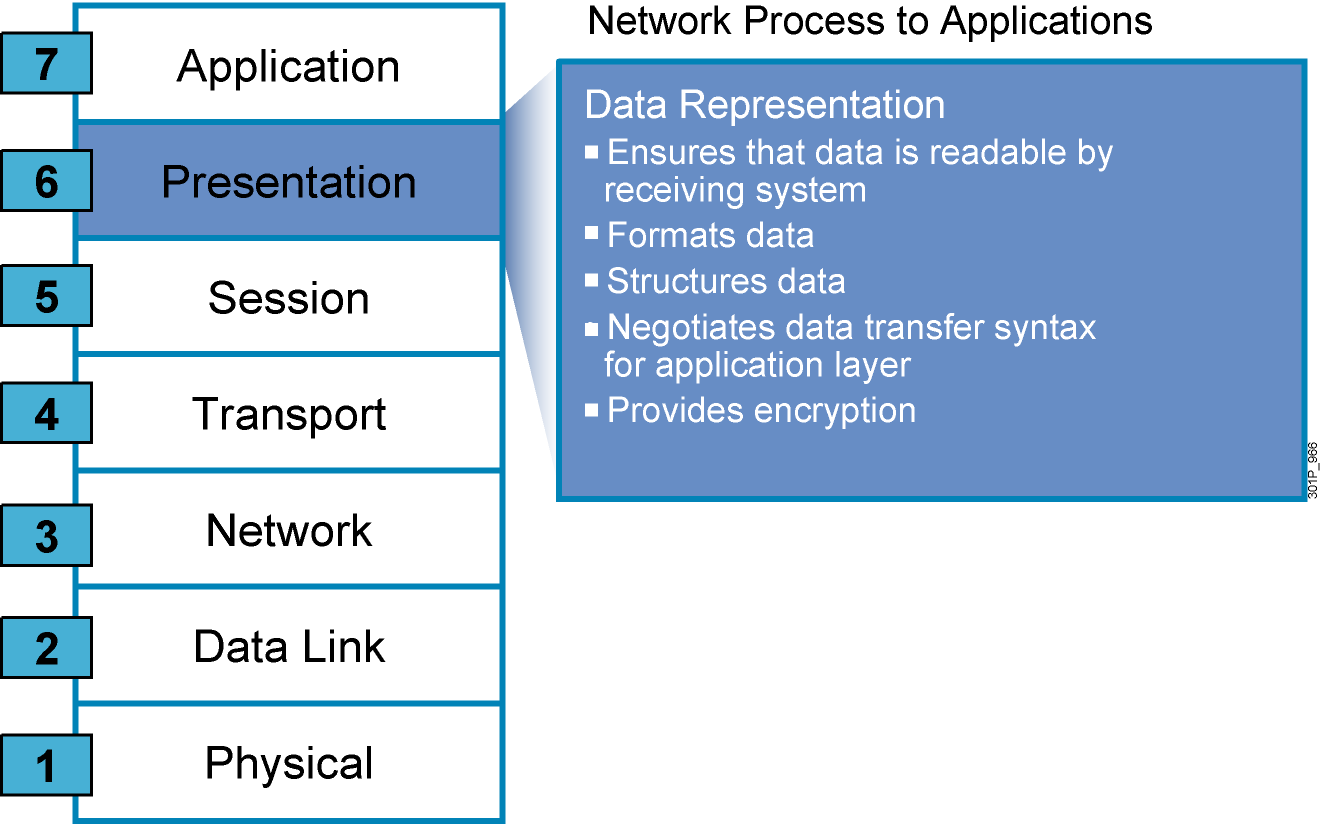 7
Application
6
Presentation
5
Session
4
Transport
3
Network
2
Data Link
1
Physical
Network Process to Applications
Data Representation
Ensures that data is readable by
receiving system
Formats data
Structures data
Negotiates data transfer syntax
for application layer
Provides encryption
301P_966